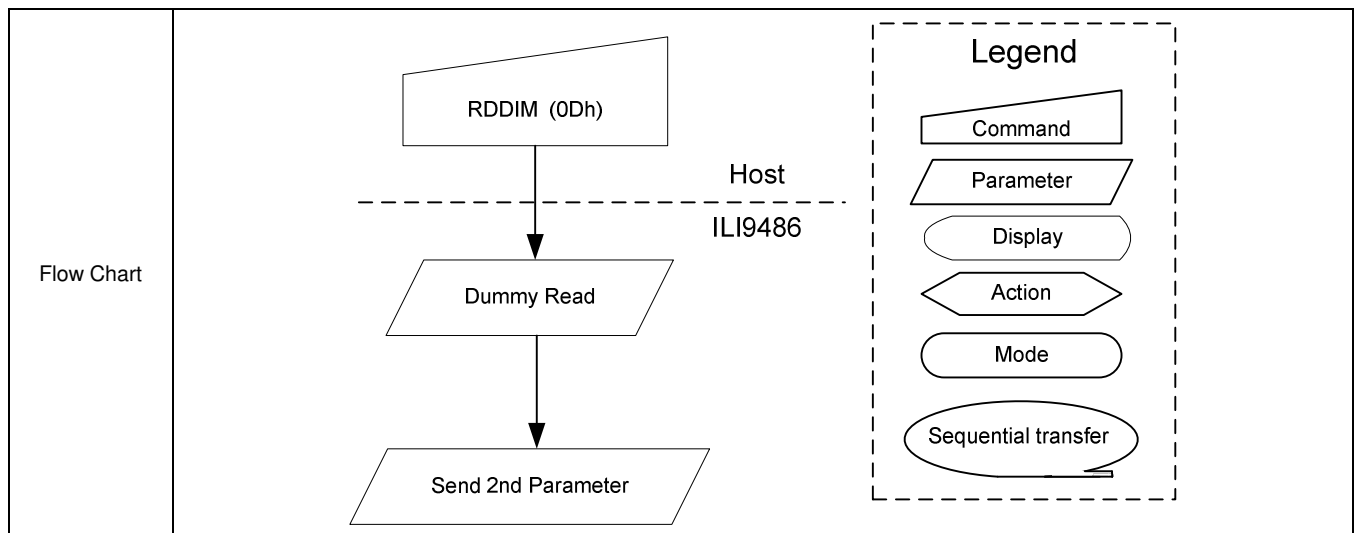 Flow Chart
RDDIM (0Dh)
Host
ILI9486
Dummy Read
Send 2nd Parameter
Legend
Command
Parameter
Display
Action
Mode
Sequential transfer